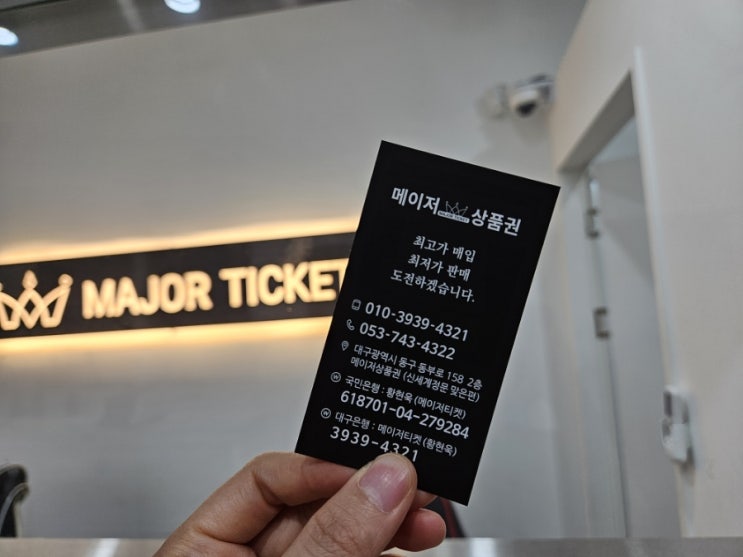 MAJOR TICKET
메이저 MAJOR TICKET 상품권
최고가 매입
최저가 판매
도전하겠습니다.
010-3939-4321
053-743-4322
대구광역시 동구 동부로 158 2층
메이저상품권 (신세계정문 맞은편)
국민은행 : 황현욱 (메이저티켓)
618701-04-279284
대구은행 : 메이저티켓 (황현욱)
3939-4321